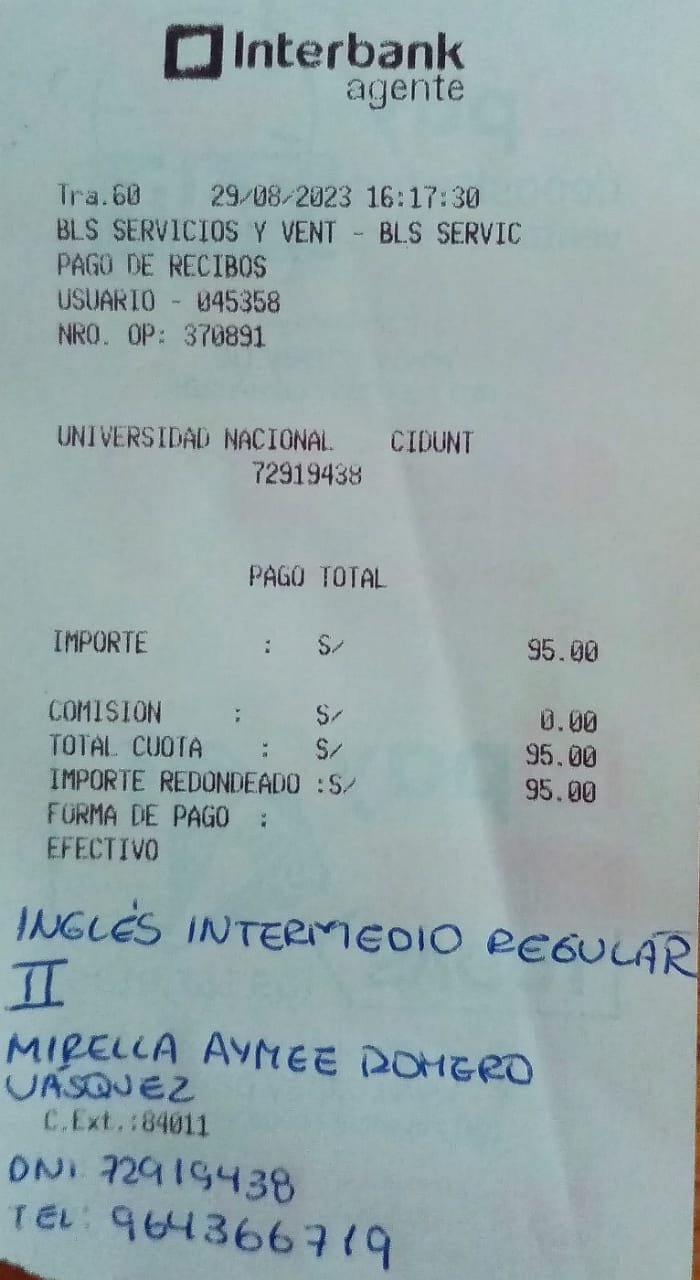 Interbank
agente
Tra.60 29/08/2023 16:17:30
BLS SERVICIOS Y VENT - BLS SERVIC
PAGO DE RECIBOS
USUARIO - 045358
NRO. OP: 370891
UNIVERSIDAD NACIONAL CIDUNT
72919438
PAGO TOTAL
IMPORTE : S/ 95.00
COMISION : S/ 0.00
TOTAL CUOTA : S/ 95.00
IMPORTE REDONDEADO :S/ 95.00
FORMA DE PAGO :
EFECTIVO
INGLÉS INTERMEDIO REGULAR
II
MIRELLA AYMEE ROMERO
VÁSQUEZ
C.Ext.:84011
DNI 72919438
TEL: 964366719